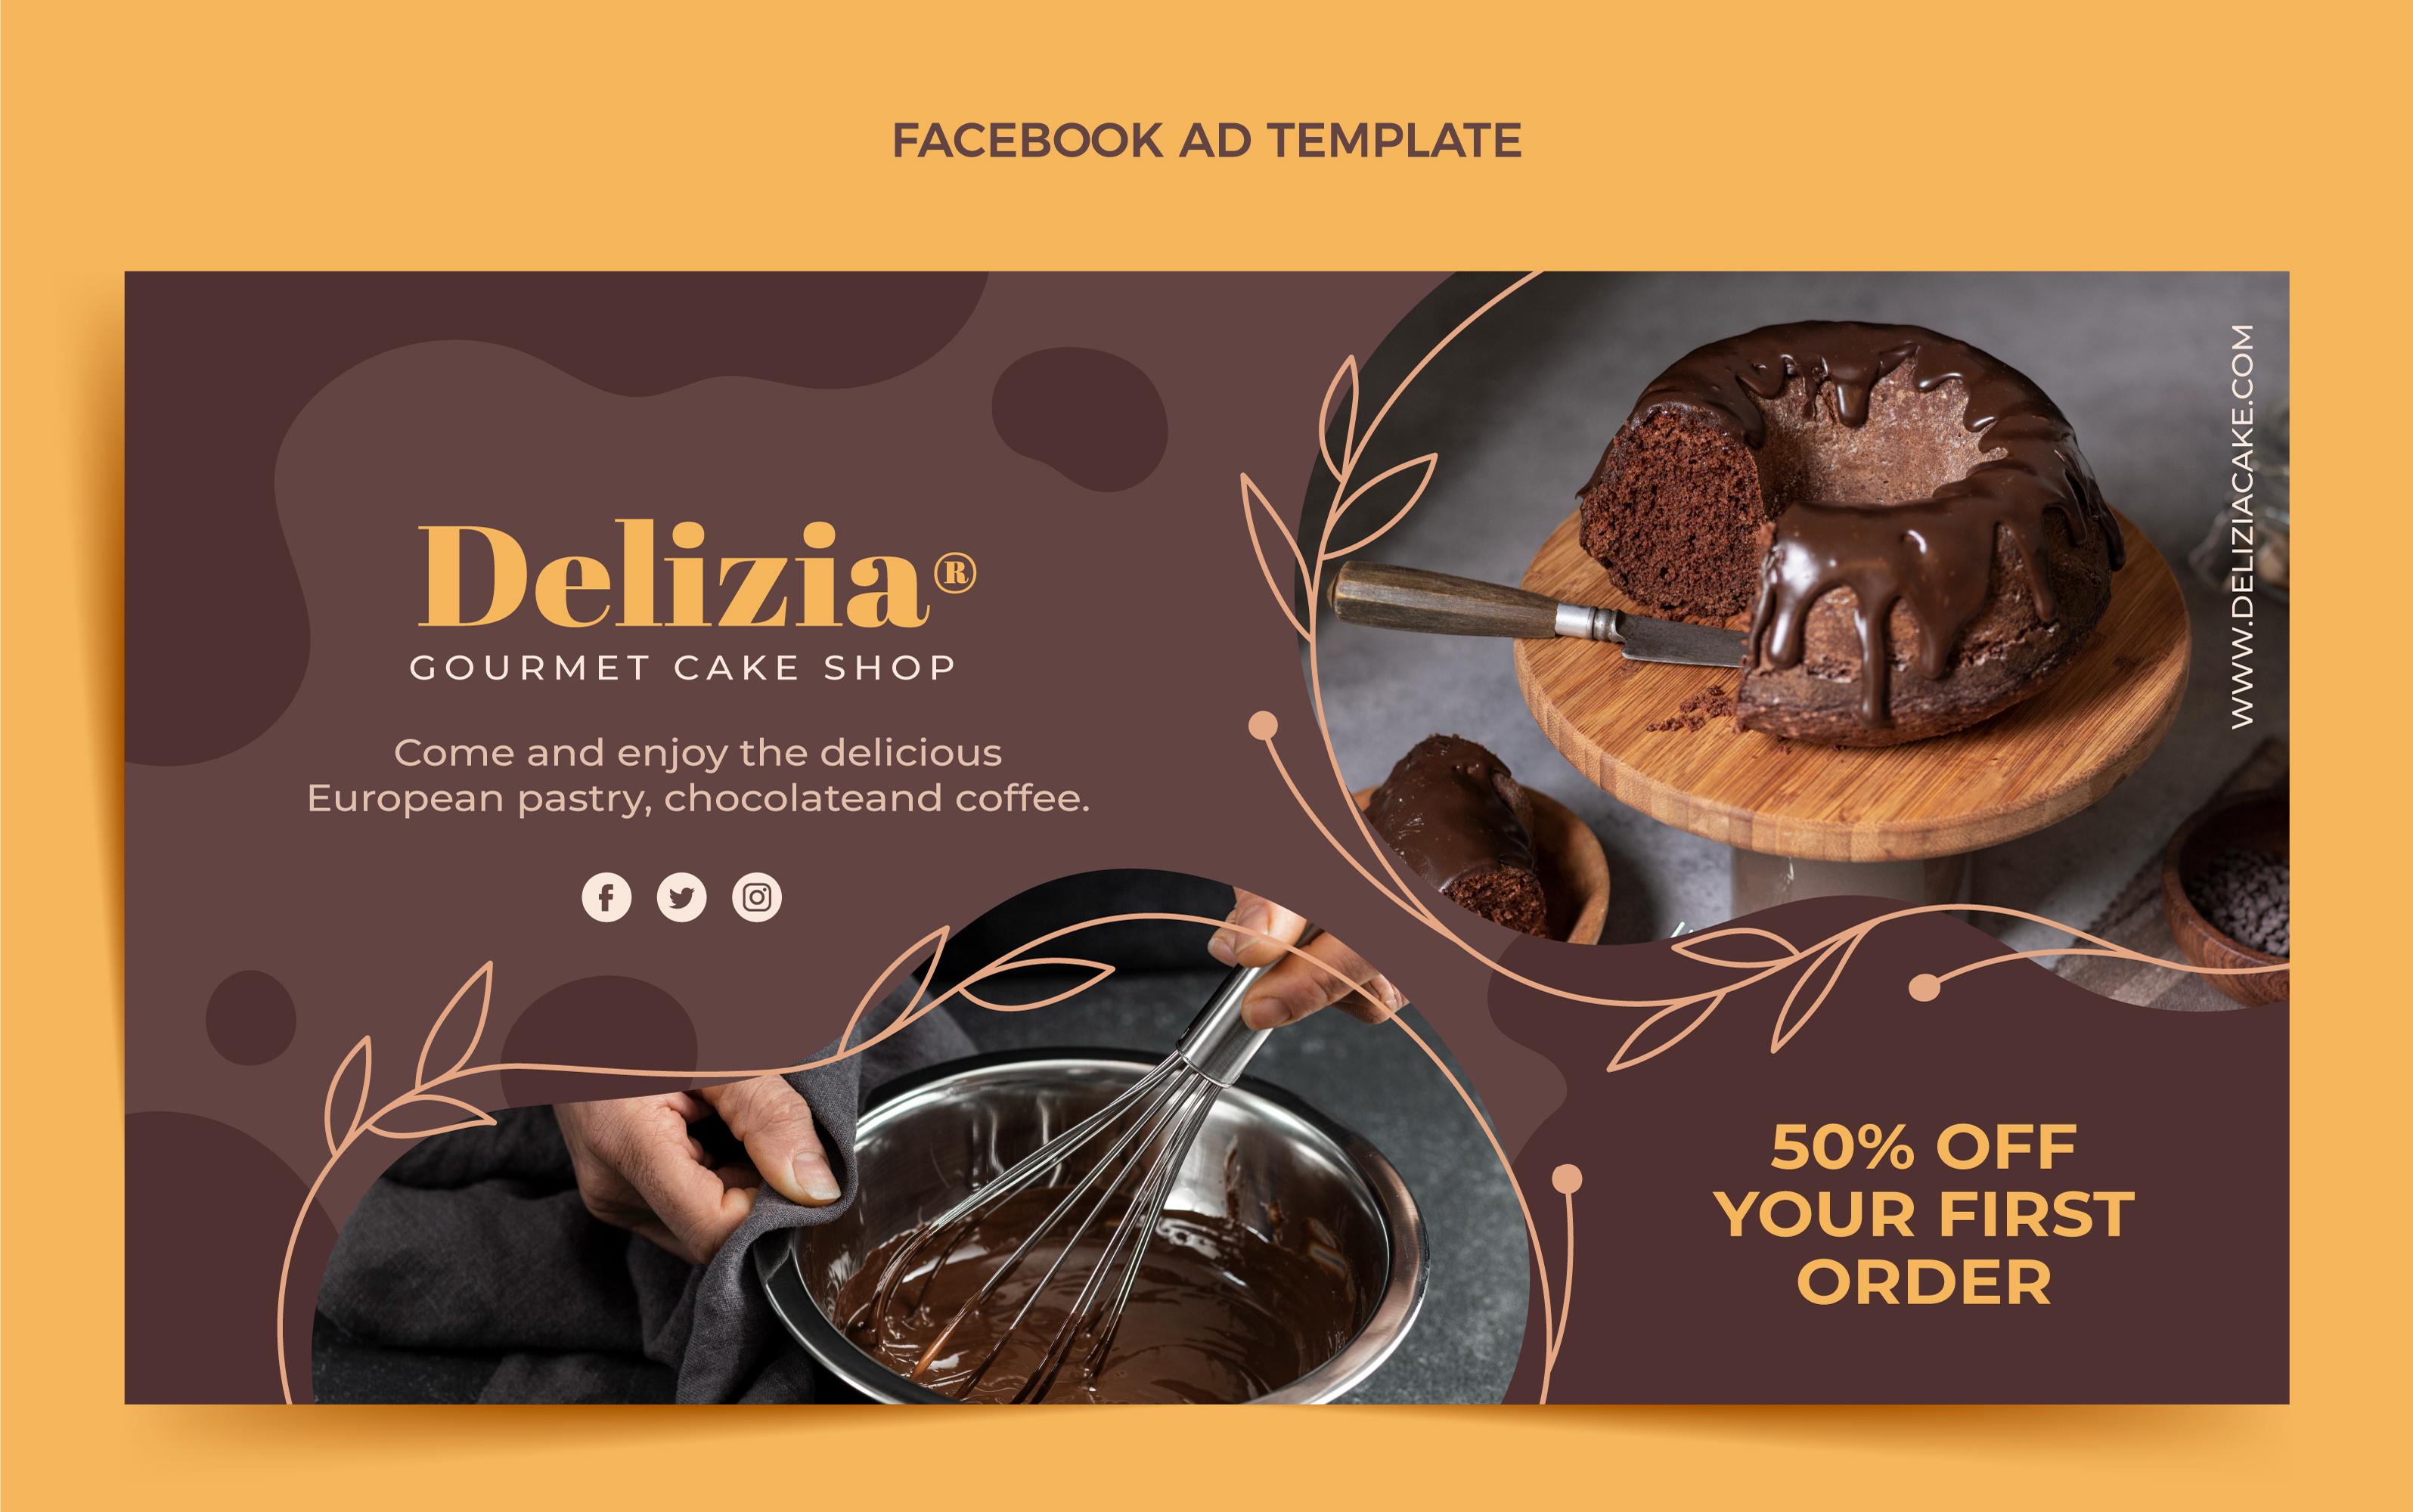 FACEBOOK AD TEMPLATE
Delizia®
GOURMET CAKE SHOP
Come and enjoy the delicious
European pastry, chocolateand coffee.
WWW.DELIZIACAKE.COM
50% OFF
YOUR FIRST
ORDER